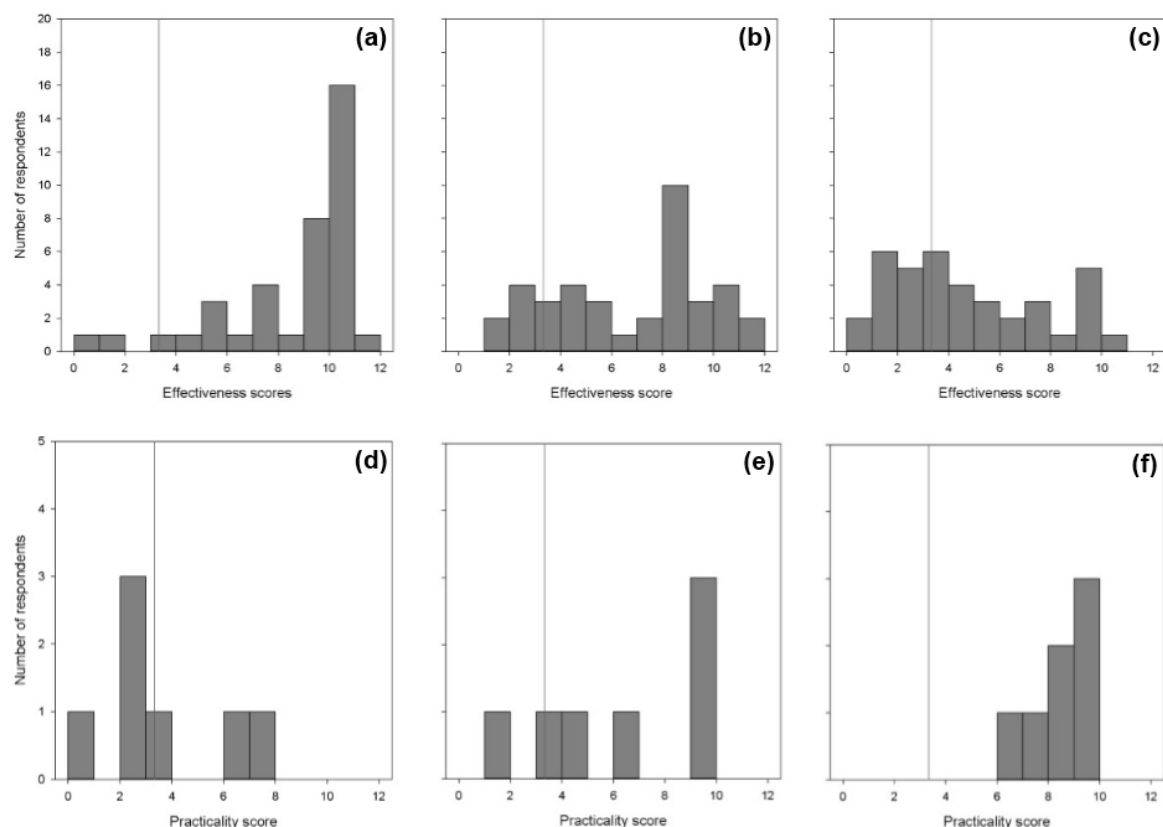 (a)
(b)
(c)
20
18
16
14
12
10
8
6
4
2
0
Number of respondents
0 2 4 6 8 10 12
0 2 4 6 8 10 12
0 2 4 6 8 10 12
Effectiveness scores
Effectiveness score
Effectiveness score
(d)
(e)
(f)
5
4
3
2
1
0
Number of respondents
0 2 4 6 8 10 12
0 2 4 6 8 10 12
0 2 4 6 8 10 12
Practicality score
Practicality score
Practicality score